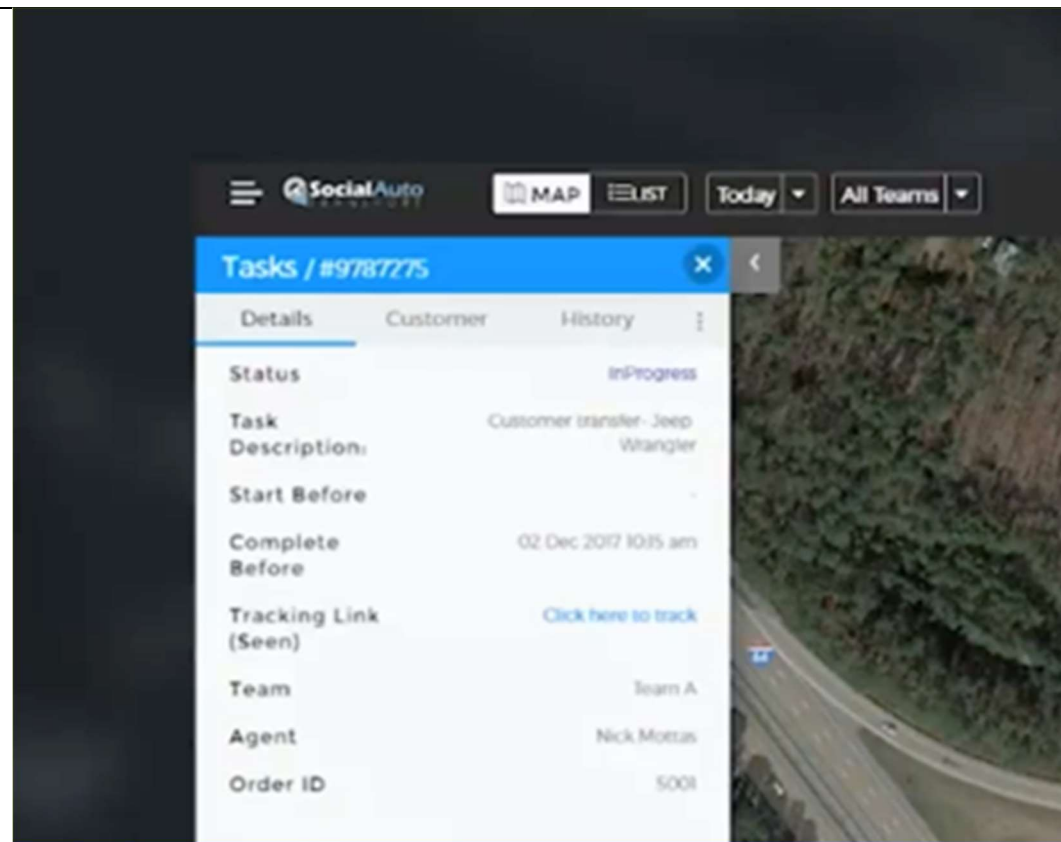 SocialAuto
TRANSPORT
MAP
LIST
Today
All Teams
Tasks / #9787275
Details Customer History
Status InProgress
Task Customer transfer- Jeep
Description: Wrangler
Start Before -
Complete 02 Dec 2017 10:15 am
Before
Tracking Link Click here to track
(Seen)
Team Team A
Agent Nick Mottas
Order ID 5001